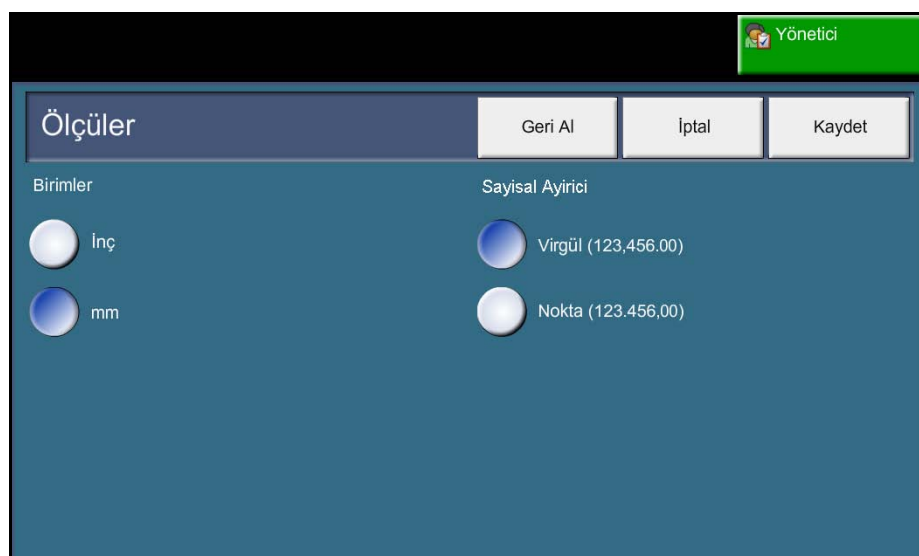 Yönetici
Ölçüler
Geri Al
İptal
Kaydet
Birimler
Sayisal Ayirici
İnç
Virgül (123,456.00)
mm
Nokta (123.456,00)